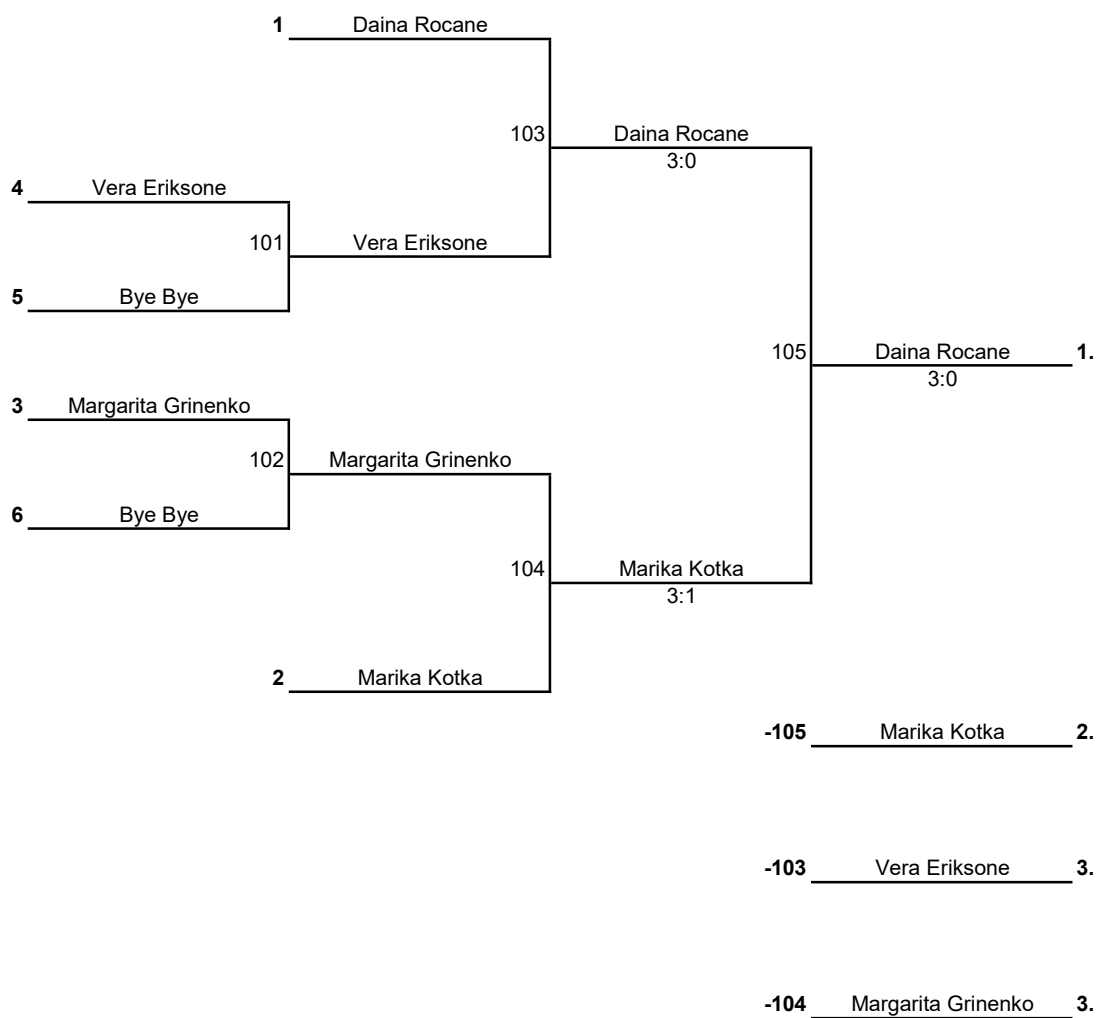 1 Daina Rocane
103 Daina Rocane
3:0
4 Vera Eriksone
101 Vera Eriksone
5 Bye Bye
105 Daina Rocane 1.
3:0
3 Margarita Grinenko
102 Margarita Grinenko
6 Bye Bye
104 Marika Kotka
3:1
2 Marika Kotka
-105 Marika Kotka 2.
-103 Vera Eriksone 3.
-104 Margarita Grinenko 3.